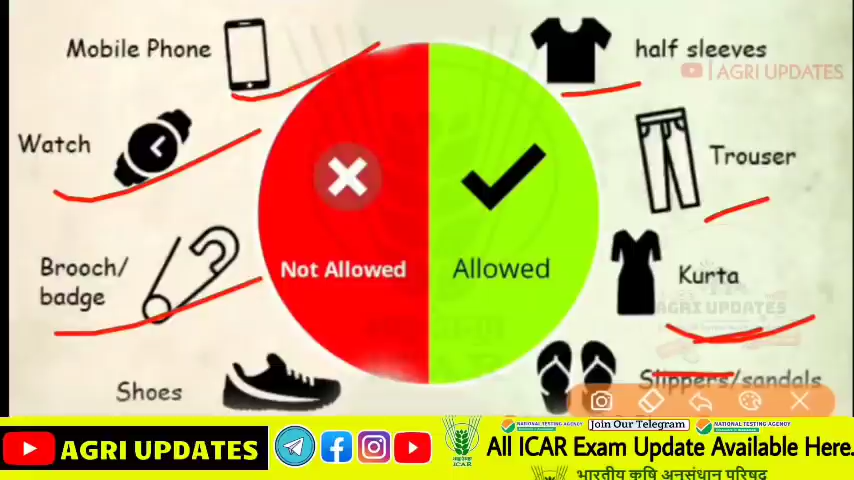 Mobile Phone
half sleeves
AGRI UPDATES
Watch
Trouser
Brooch/
badge
Not Allowed
Allowed
Kurta
AGRI UPDATES
Shoes
Slippers/sandals
AGRI UPDATES
ICAR
NATIONAL TESTING AGENCY
Join Our Telegram
NATIONAL TESTING AGENCY
All ICAR Exam Update Available Here.
भारतीय कृषि अनुसंधान परिषद